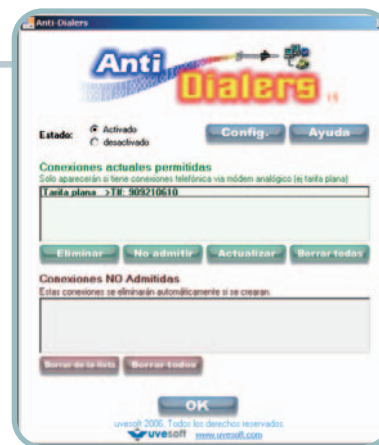 Anti-Dialers
Anti
Dialers 1.5
Estado:
Activado
desactivado
Config.
Ayuda
Conexiones actuales permitidas
Solo aparecerán si tiene conexiones telefónica via módem analógico (ej tarifa plana)
Tarifa plana >Tlf: 909210610
Eliminar
No admitir
Actualizar
Borrar todas
Conexiones NO Admitidas
Estas conexiones se eliminarán automáticamente si se crearan.
Borrar de la lista
Borrar todos
OK
uvesoft 2006. Todos los derechos reservados
uvesoft www.uvesoft.com